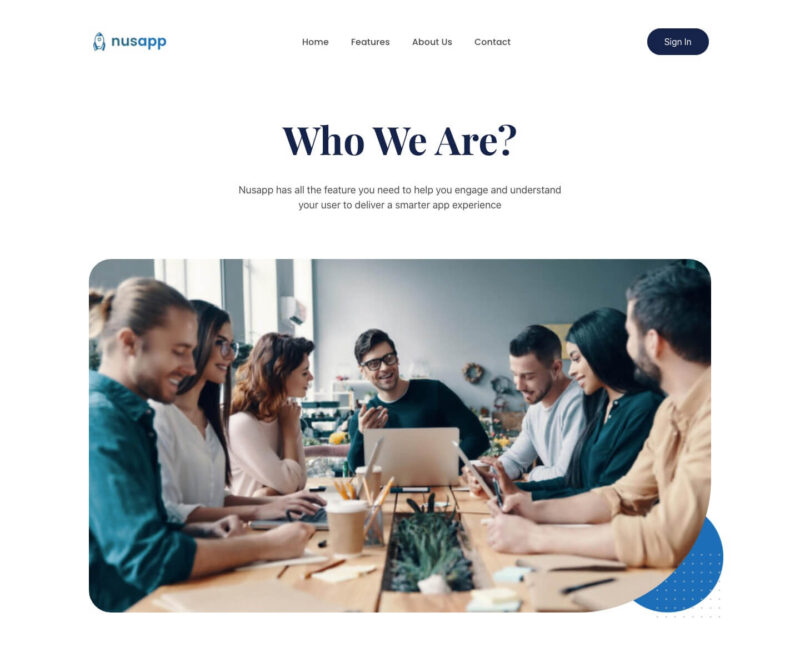 nusapp
Home Features About Us Contact
Sign In
Who We Are?
Nusapp has all the feature you need to help you engage and understand
your user to deliver a smarter app experience